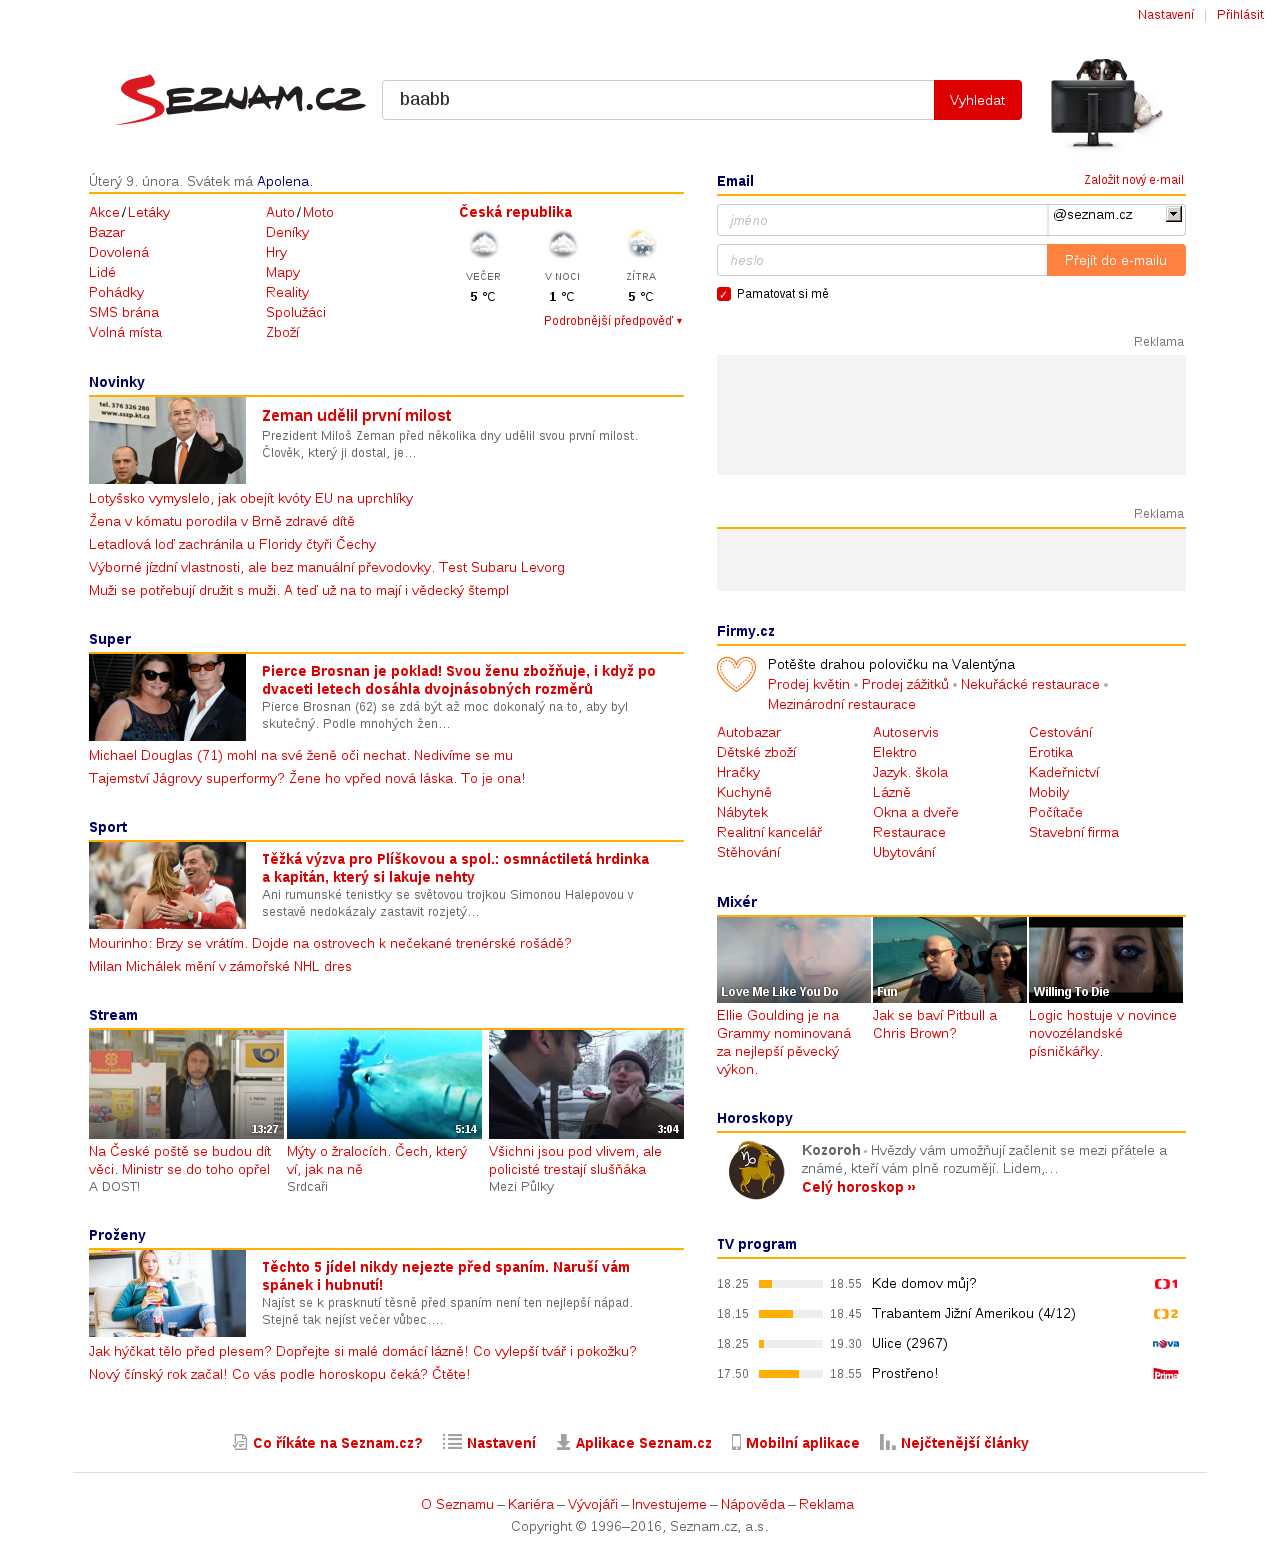 Nastavení | Přihlásit
SEZNAM.CZ
baabb
Vyhledat
Úterý 9. února. Svátek má Apolena.
Akce/Letáky
Bazar
Dovolená
Lidé
Pohádky
SMS brána
Volná místa
Auto/Moto
Deníky
Hry
Mapy
Reality
Spolužáci
Zboží
Česká republika
VEČER V NOCI ZÍTRA
5 °C 1 °C 5 °C
Podrobnější předpověď ▾
Email
Založit nový e-mail
jméno
@seznam.cz
heslo
Přejít do e-mailu
Pamatovat si mě
Reklama
Reklama
Novinky
tel. 376 326 280
www.sszp.kt.cz
Zeman udělil první milost
Prezident Miloš Zeman před několika dny udělil svou první milost.
Člověk, který ji dostal, je...
Lotyšsko vymyslelo, jak obejít kvóty EU na uprchlíky
Žena v kómatu porodila v Brně zdravé dítě
Letadlová loď zachránila u Floridy čtyři Čechy
Výborné jízdní vlastnosti, ale bez manuální převodovky. Test Subaru Levorg
Muži se potřebují družit s muži. A teď už na to mají i vědecký štempl
Super
Pierce Brosnan je poklad! Svou ženu zbožňuje, i když po
dvaceti letech dosáhla dvojnásobných rozměrů
Pierce Brosnan (62) se zdá být až moc dokonalý na to, aby byl
skutečný. Podle mnohých žen...
Michael Douglas (71) mohl na své ženě oči nechat. Nedivíme se mu
Tajemství Jágrovy superformy? Žene ho vpřed nová láska. To je ona!
Sport
Těžká výzva pro Plíškovou a spol.: osmnáctiletá hrdinka
a kapitán, který si lakuje nehty
Ani rumunské tenistky se světovou trojkou Simonou Halepovou v
sestavě nedokázaly zastavit rozjetý...
Mourinho: Brzy se vrátím. Dojde na ostrovech k nečekané trenérské rošádě?
Milan Michálek mění v zámořské NHL dres
Stream
13:27
Na České poště se budou dít
věci. Ministr se do toho opřel
A DOST!
5:14
Mýty o žralocích. Čech, který
ví, jak na ně
Srdcaři
3:04
Všichni jsou pod vlivem, ale
policisté trestají slušňáka
Mezi Půlky
Proženy
Těchto 5 jídel nikdy nejezte před spaním. Naruší vám
spánek i hubnutí!
Najíst se k prasknutí těsně před spaním není ten nejlepší nápad.
Stejně tak nejíst večer vůbec....
Jak hýčkat tělo před plesem? Dopřejte si malé domácí lázně! Co vylepší tvář i pokožku?
Nový čínský rok začal! Co vás podle horoskopu čeká? Čtěte!
Firmy.cz
Potěšte drahou polovičku na Valentýna
Prodej květin • Prodej zážitků • Nekuřácké restaurace •
Mezinárodní restaurace
Autobazar
Dětské zboží
Hračky
Kuchyně
Nábytek
Realitní kancelář
Stěhování
Autoservis
Elektro
Jazyk. škola
Lázně
Okna a dveře
Restaurace
Ubytování
Cestování
Erotika
Kadeřnictví
Mobily
Počítače
Stavební firma
Mixér
Love Me Like You Do
Ellie Goulding je na
Grammy nominovaná
za nejlepší pěvecký
výkon.
Fun
Jak se baví Pitbull a
Chris Brown?
Willing To Die
Logic hostuje v novince
novozélandské
písničkářky.
Horoskopy
Kozoroh • Hvězdy vám umožňují začlenit se mezi přátele a
známé, kteří vám plně rozumějí. Lidem,...
Celý horoskop ››
TV program
18.25 18.55 Kde domov můj? 1
18.15 18.45 Trabantem Jižní Amerikou (4/12) 2
18.25 19.30 Ulice (2967) nova
17.50 18.55 Prostřeno! Prima
Co říkáte na Seznam.cz? Nastavení Aplikace Seznam.cz Mobilní aplikace Nejčtenější články
O Seznamu – Kariéra – Vývojáři – Investujeme – Nápověda – Reklama
Copyright © 1996–2016, Seznam.cz, a.s.